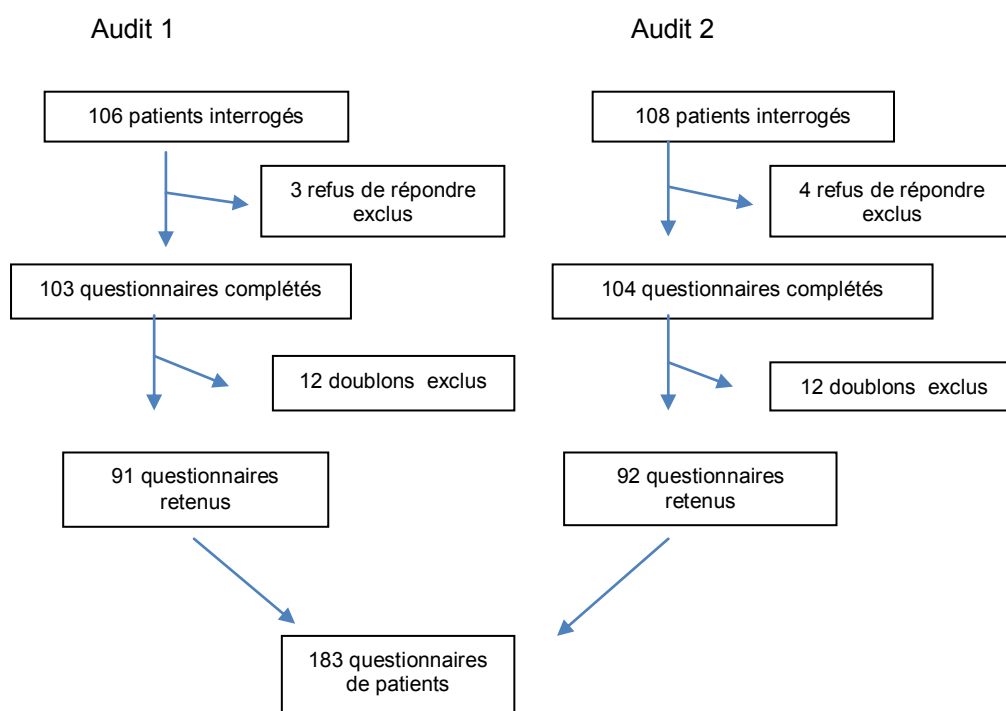 Audit 1
Audit 2
106 patients interrogés
108 patients interrogés
3 refus de répondre
exclus
4 refus de répondre
exclus
103 questionnaires complétés
104 questionnaires complétés
12 doublons exclus
12 doublons exclus
91 questionnaires
retenus
92 questionnaires
retenus
183 questionnaires
de patients